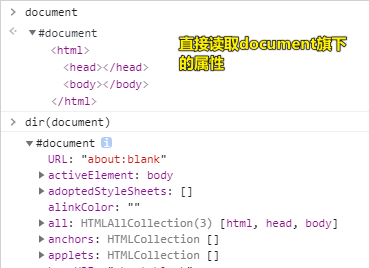 document
#document
<html>
<head></head>
<body></body>
</html>
直接读取document旗下
的属性
dir(document)
#document i
URL: "about:blank"
activeElement: body
adoptedStyleSheets: []
alinkColor: ""
all: HTMLAllCollection(3) [html, head, body]
anchors: HTMLCollection []
applets: HTMLCollection []